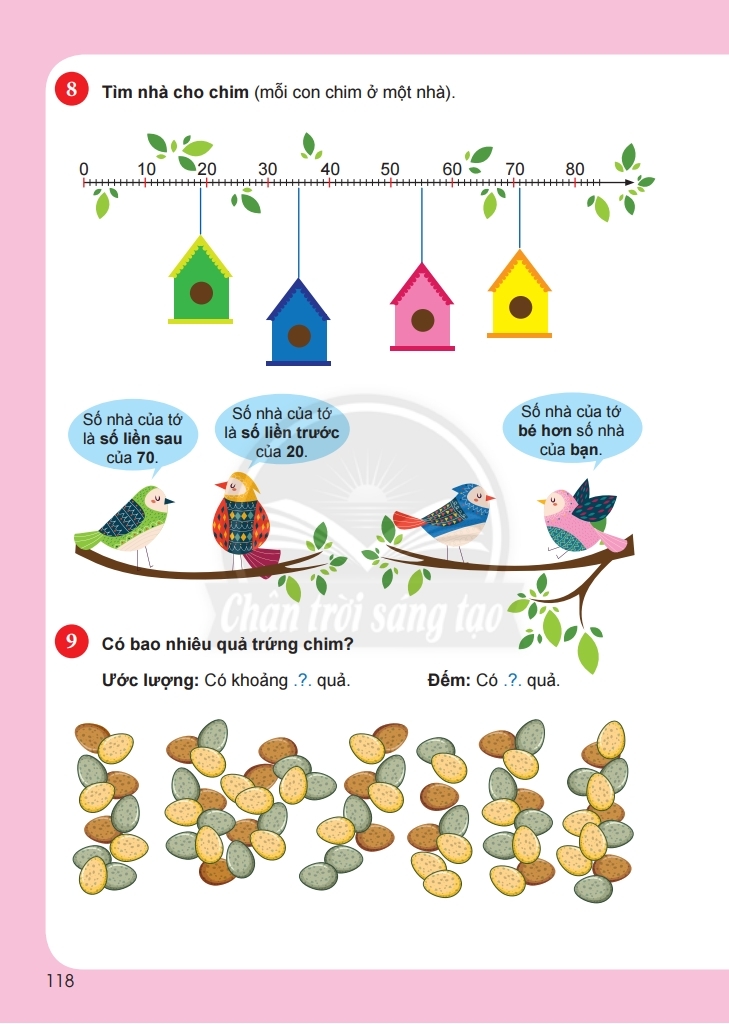 8 Tìm nhà cho chim (mỗi con chim ở một nhà).
0 10 20 30 40 50 60 70 80
Số nhà của tớ
là số liền sau
của 70.
Số nhà của tớ
là số liền trước
của 20.
Số nhà của tớ
bé hơn số nhà
của bạn.
Chân trời sáng tạo
9 Có bao nhiêu quả trứng chim?
Ước lượng: Có khoảng .?. quả. Đếm: Có .?. quả.
118